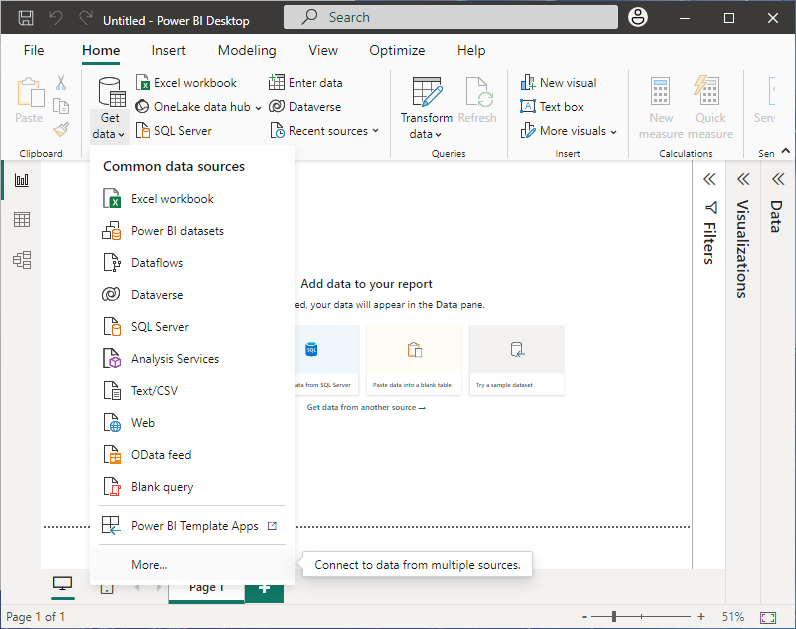 Untitled - Power BI Desktop
Search
File Home Insert Modeling View Optimize Help
Paste
Clipboard
Get data
Excel workbook
OneLake data hub
SQL Server
Enter data
Dataverse
Recent sources
Transform data
Refresh
Queries
New visual
Text box
More visuals
Insert
New measure
Quick measure
Calculations
Sen
Common data sources
Excel workbook
Power BI datasets
Dataflows
Dataverse
SQL Server
Analysis Services
Text/CSV
Web
OData feed
Blank query
Power BI Template Apps
More...
Connect to data from multiple sources.
Add data to your report
ed, your data will appear in the Data pane.
SQL
ata from SQL Server
Paste data into a blank table
Try a sample dataset
Get data from another source →
Filters
Visualizations
Data
Page 1
Page 1 of 1
- + 51%